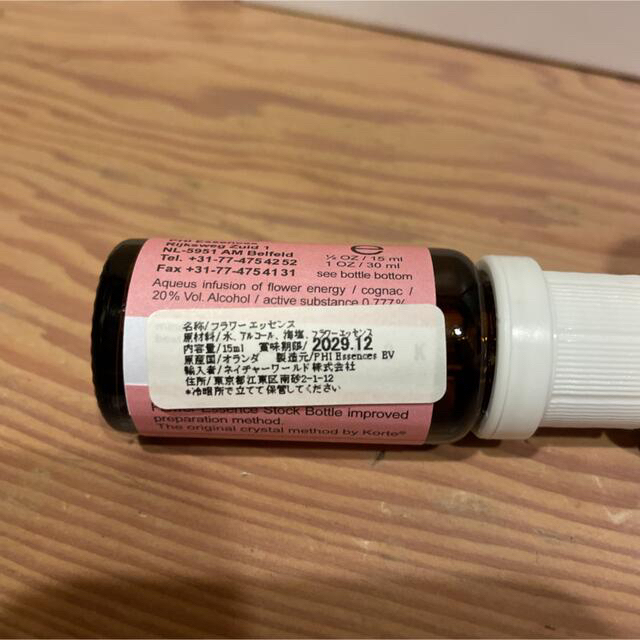 PHI Essences
Rijksweg Zuid 1
NL-5951 AM Belfeld
Tel. +31-77-4754252
Fax +31-77-4754131
e
½ OZ / 15 ml
1 OZ / 30 ml
see bottle bottom
Aqueus infusion of flower energy / cognac /
20% Vol. Alcohol / active substance 0.777%
名称/フラワーエッセンス
原材料/水、アルコール、海塩、フラワーエッセンス
内容量/15ml 賞味期限/2029.12
原産国/オランダ 製造元/PHI Essences BV
輸入者/ネイチャーワールド株式会社
住所/東京都江東区南砂2-1-12
*冷暗所で立てて保管してください
K
Flower Essence Stock Bottle improved
preparation method.
The original crystal method by Korte®